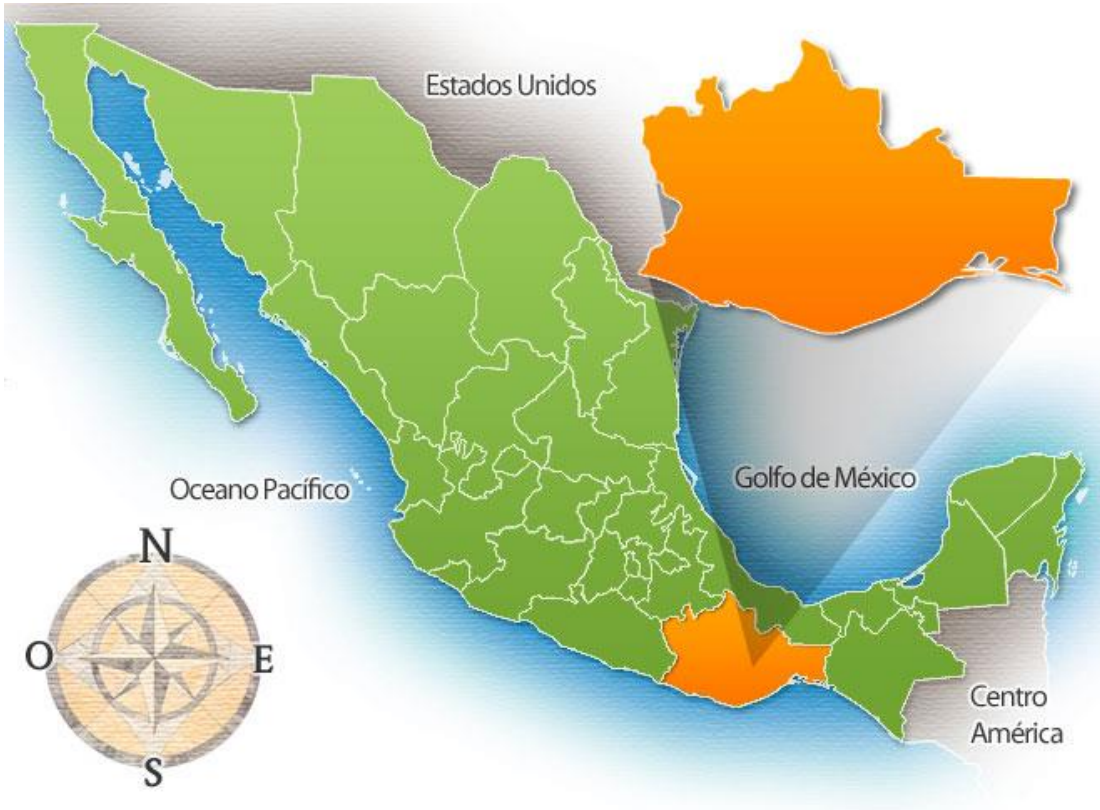 Estados Unidos
Golfo de México
Oceano Pacífico
N
O
E
S
Centro
América